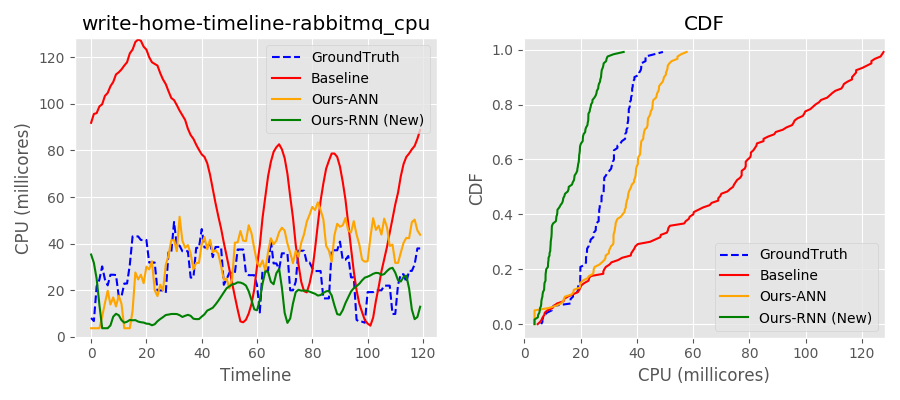 write-home-timeline-rabbitmq_cpu
CPU (millicores)
120
100
80
60
40
20
0
0
20
40
60
80
100
120
Timeline
GroundTruth
Baseline
Ours-ANN
Ours-RNN (New)
CDF
CDF
1.0
0.8
0.6
0.4
0.2
0.0
0
20
40
60
80
100
120
CPU (millicores)
GroundTruth
Baseline
Ours-ANN
Ours-RNN (New)